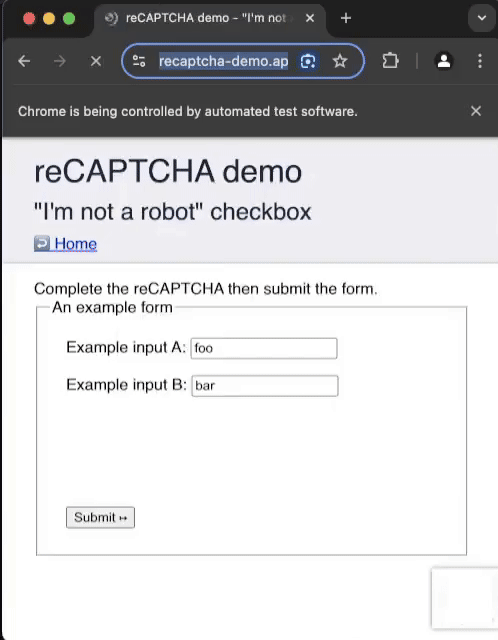 reCAPTCHA demo - "I'm not
recaptcha-demo.ap
Chrome is being controlled by automated test software.
reCAPTCHA demo
"I'm not a robot" checkbox
Home
Complete the reCAPTCHA then submit the form.
An example form
Example input A: foo
Example input B: bar
Submit ↦